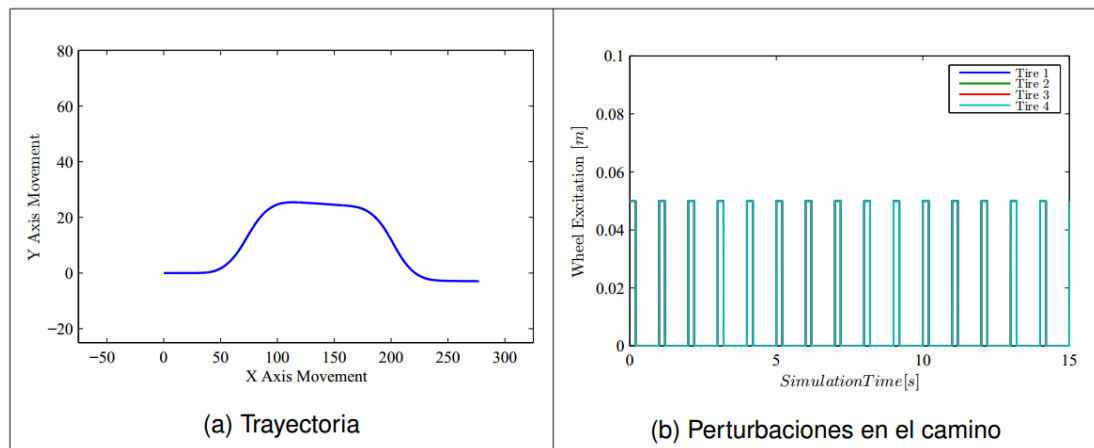 80
60
40
20
0
−20
Y Axis Movement
−50 0 50 100 150 200 250 300
X Axis Movement
(a) Trayectoria
0.1
0.08
0.06
0.04
0.02
0
Wheel Excitation [m]
Tire 1
Tire 2
Tire 3
Tire 4
0 5 10 15
SimulationTime[s]
(b) Perturbaciones en el camino